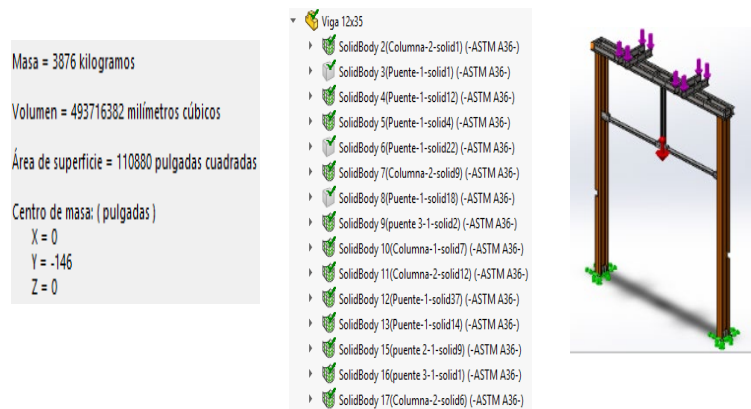 Masa = 3876 kilogramos
Volumen = 493716382 milímetros cúbicos
Área de superficie = 110880 pulgadas cuadradas
Centro de masa: ( pulgadas )
X = 0
Y = -146
Z = 0
Viga 12x35
SolidBody 2(Columna-2-solid1) (-ASTM A36-)
SolidBody 3(Puente-1-solid1) (-ASTM A36-)
SolidBody 4(Puente-1-solid12) (-ASTM A36-)
SolidBody 5(Puente-1-solid4) (-ASTM A36-)
SolidBody 6(Puente-1-solid22) (-ASTM A36-)
SolidBody 7(Columna-2-solid9) (-ASTM A36-)
SolidBody 8(Puente-1-solid18) (-ASTM A36-)
SolidBody 9(puente 3-1-solid2) (-ASTM A36-)
SolidBody 10(Columna-1-solid7) (-ASTM A36-)
SolidBody 11(Columna-2-solid12) (-ASTM A36-)
SolidBody 12(Puente-1-solid37) (-ASTM A36-)
SolidBody 13(Puente-1-solid14) (-ASTM A36-)
SolidBody 15(puente 2-1-solid9) (-ASTM A36-)
SolidBody 16(puente 3-1-solid1) (-ASTM A36-)
SolidBody 17(Columna-2-solid6) (-ASTM A36-)